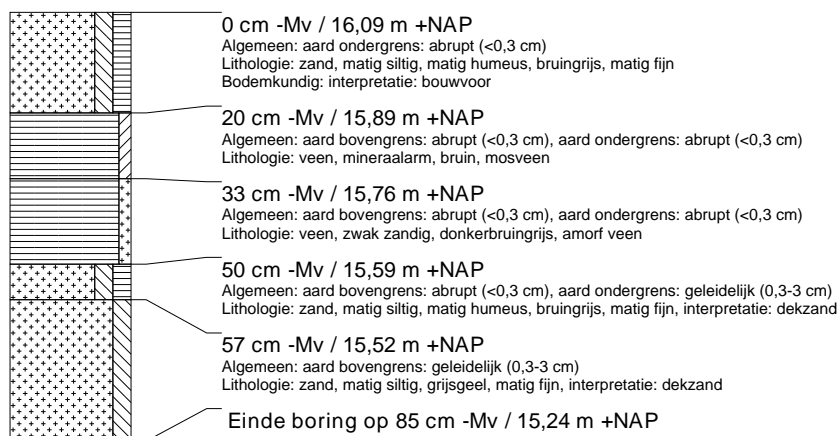 0 cm -Mv / 16,09 m +NAP
Algemeen: aard ondergrens: abrupt (<0,3 cm)
Lithologie: zand, matig siltig, matig humeus, bruingrijs, matig fijn
Bodemkundig: interpretatie: bouwvoor
20 cm -Mv / 15,89 m +NAP
Algemeen: aard bovengrens: abrupt (<0,3 cm), aard ondergrens: abrupt (<0,3 cm)
Lithologie: veen, mineraalarm, bruin, mosveen
33 cm -Mv / 15,76 m +NAP
Algemeen: aard bovengrens: abrupt (<0,3 cm), aard ondergrens: abrupt (<0,3 cm)
Lithologie: veen, zwak zandig, donkerbruingrijs, amorf veen
50 cm -Mv / 15,59 m +NAP
Algemeen: aard bovengrens: abrupt (<0,3 cm), aard ondergrens: geleidelijk (0,3-3 cm)
Lithologie: zand, matig siltig, matig humeus, bruingrijs, matig fijn, interpretatie: dekzand
57 cm -Mv / 15,52 m +NAP
Algemeen: aard bovengrens: geleidelijk (0,3-3 cm)
Lithologie: zand, matig siltig, grijsgeel, matig fijn, interpretatie: dekzand
Einde boring op 85 cm -Mv / 15,24 m +NAP